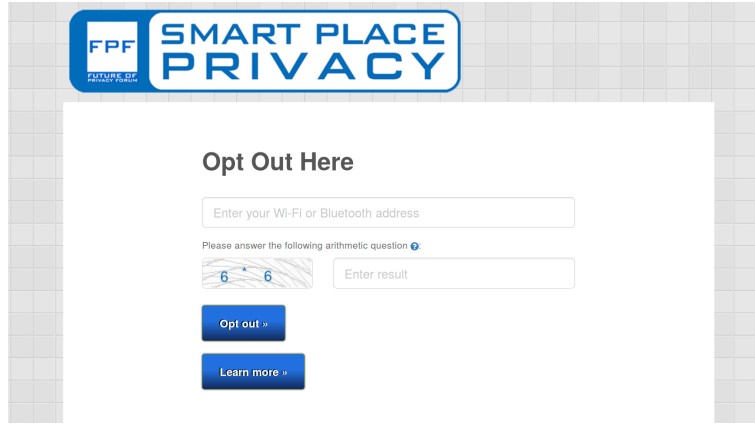 FPF
FUTURE OF
PRIVACY FORUM
SMART PLACE
PRIVACY
Opt Out Here
Enter your Wi-Fi or Bluetooth address
Please answer the following arithmetic question ?:
6 * 6
Enter result
Opt out »
Learn more »